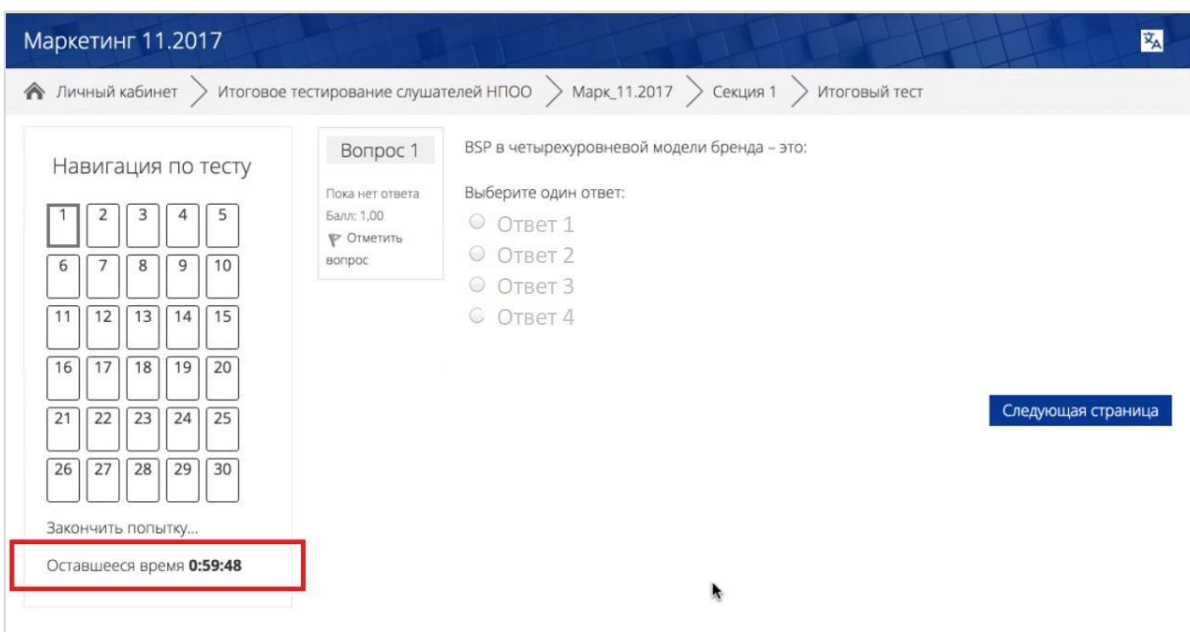 Маркетинг 11.2017
Личный кабинет
Итоговое тестирование слушателей НПОО
Марк_11.2017
Секция 1
Итоговый тест
Навигация по тесту
1 2 3 4 5
6 7 8 9 10
11 12 13 14 15
16 17 18 19 20
21 22 23 24 25
26 27 28 29 30
Закончить попытку...
Оставшееся время 0:59:48
Вопрос 1
Пока нет ответа
Балл: 1,00
Отметить
вопрос
BSP в четырехуровневой модели бренда – это:
Выберите один ответ:
Ответ 1
Ответ 2
Ответ 3
Ответ 4
Следующая страница